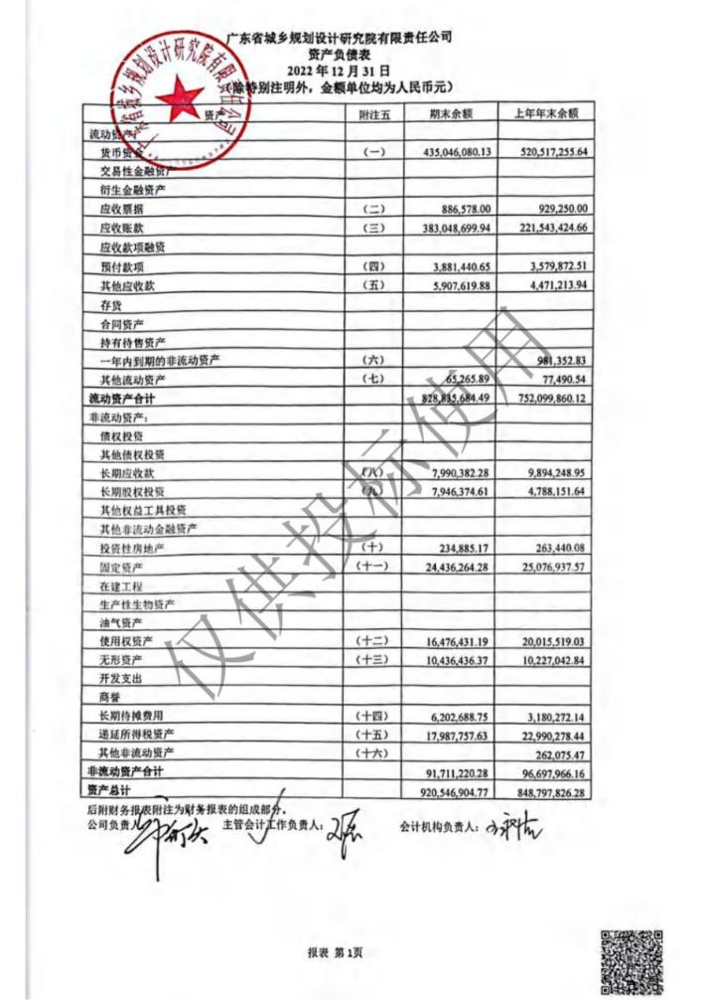 广东省城乡规划设计研究院有限责任公司
资产负债表
2022 年 12 月 31 日
(除特别注明外，金额单位均为人民币元)
资产 附注五 期末余额 上年年末余额
流动资产：
货币资金 (一) 435,046,080.13 520,517,255.64
交易性金融资产
衍生金融资产
应收票据 (二) 886,578.00 929,250.00
应收账款 (三) 383,048,699.94 221,543,424.66
应收款项融资
预付款项 (四) 3,881,440.65 3,579,872.51
其他应收款 (五) 5,907,619.88 4,471,213.94
存货
合同资产
持有待售资产
一年内到期的非流动资产 (六) 981,352.83
其他流动资产 (七) 65,265.89 77,490.54
流动资产合计 828,835,684.49 752,099,860.12
非流动资产：
债权投资
其他债权投资
长期应收款 (八) 7,990,382.28 9,894,248.95
长期股权投资 (九) 7,946,374.61 4,788,151.64
其他权益工具投资
其他非流动金融资产
投资性房地产 (十) 234,885.17 263,440.08
固定资产 (十一) 24,436,264.28 25,076,937.57
在建工程
生产性生物资产
油气资产
使用权资产 (十二) 16,476,431.19 20,015,519.03
无形资产 (十三) 10,436,436.37 10,227,042.84
开发支出
商誉
长期待摊费用 (十四) 6,202,688.75 3,180,272.14
递延所得税资产 (十五) 17,987,757.63 22,990,278.44
其他非流动资产 (十六) 262,075.47
非流动资产合计 91,711,220.28 96,697,966.16
资产总计 920,546,904.77 848,797,826.28
后附财务报表附注为财务报表的组成部分。
公司负责人： 主管会计工作负责人： 会计机构负责人：
报表 第1页
仅供投标使用
广东省城乡规划设计研究院有限责任公司